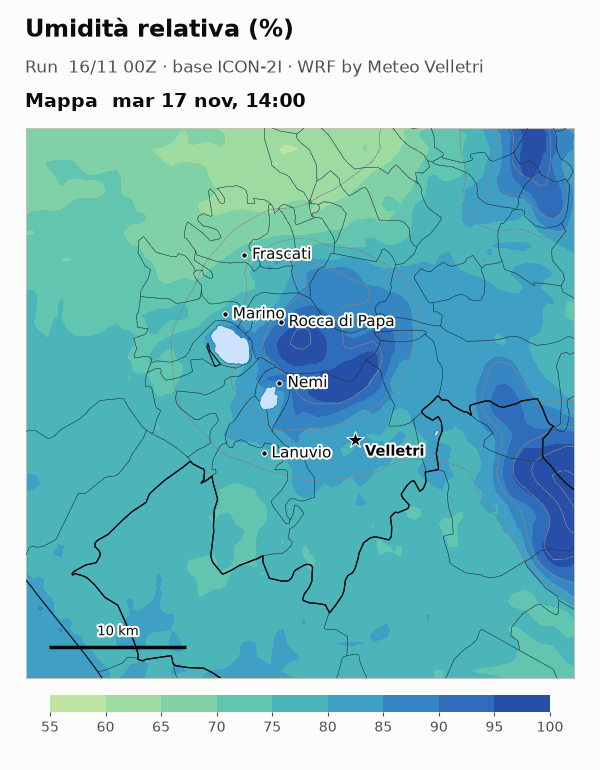 Umidità relativa (%)
Run  16/11 00Z · base ICON-2I · WRF by Meteo Velletri
Mappa  mar 17 nov, 14:00
Frascati
Marino
Rocca di Papa
Nemi
Velletri
Lanuvio
10 km
55 60 65 70 75 80 85 90 95 100